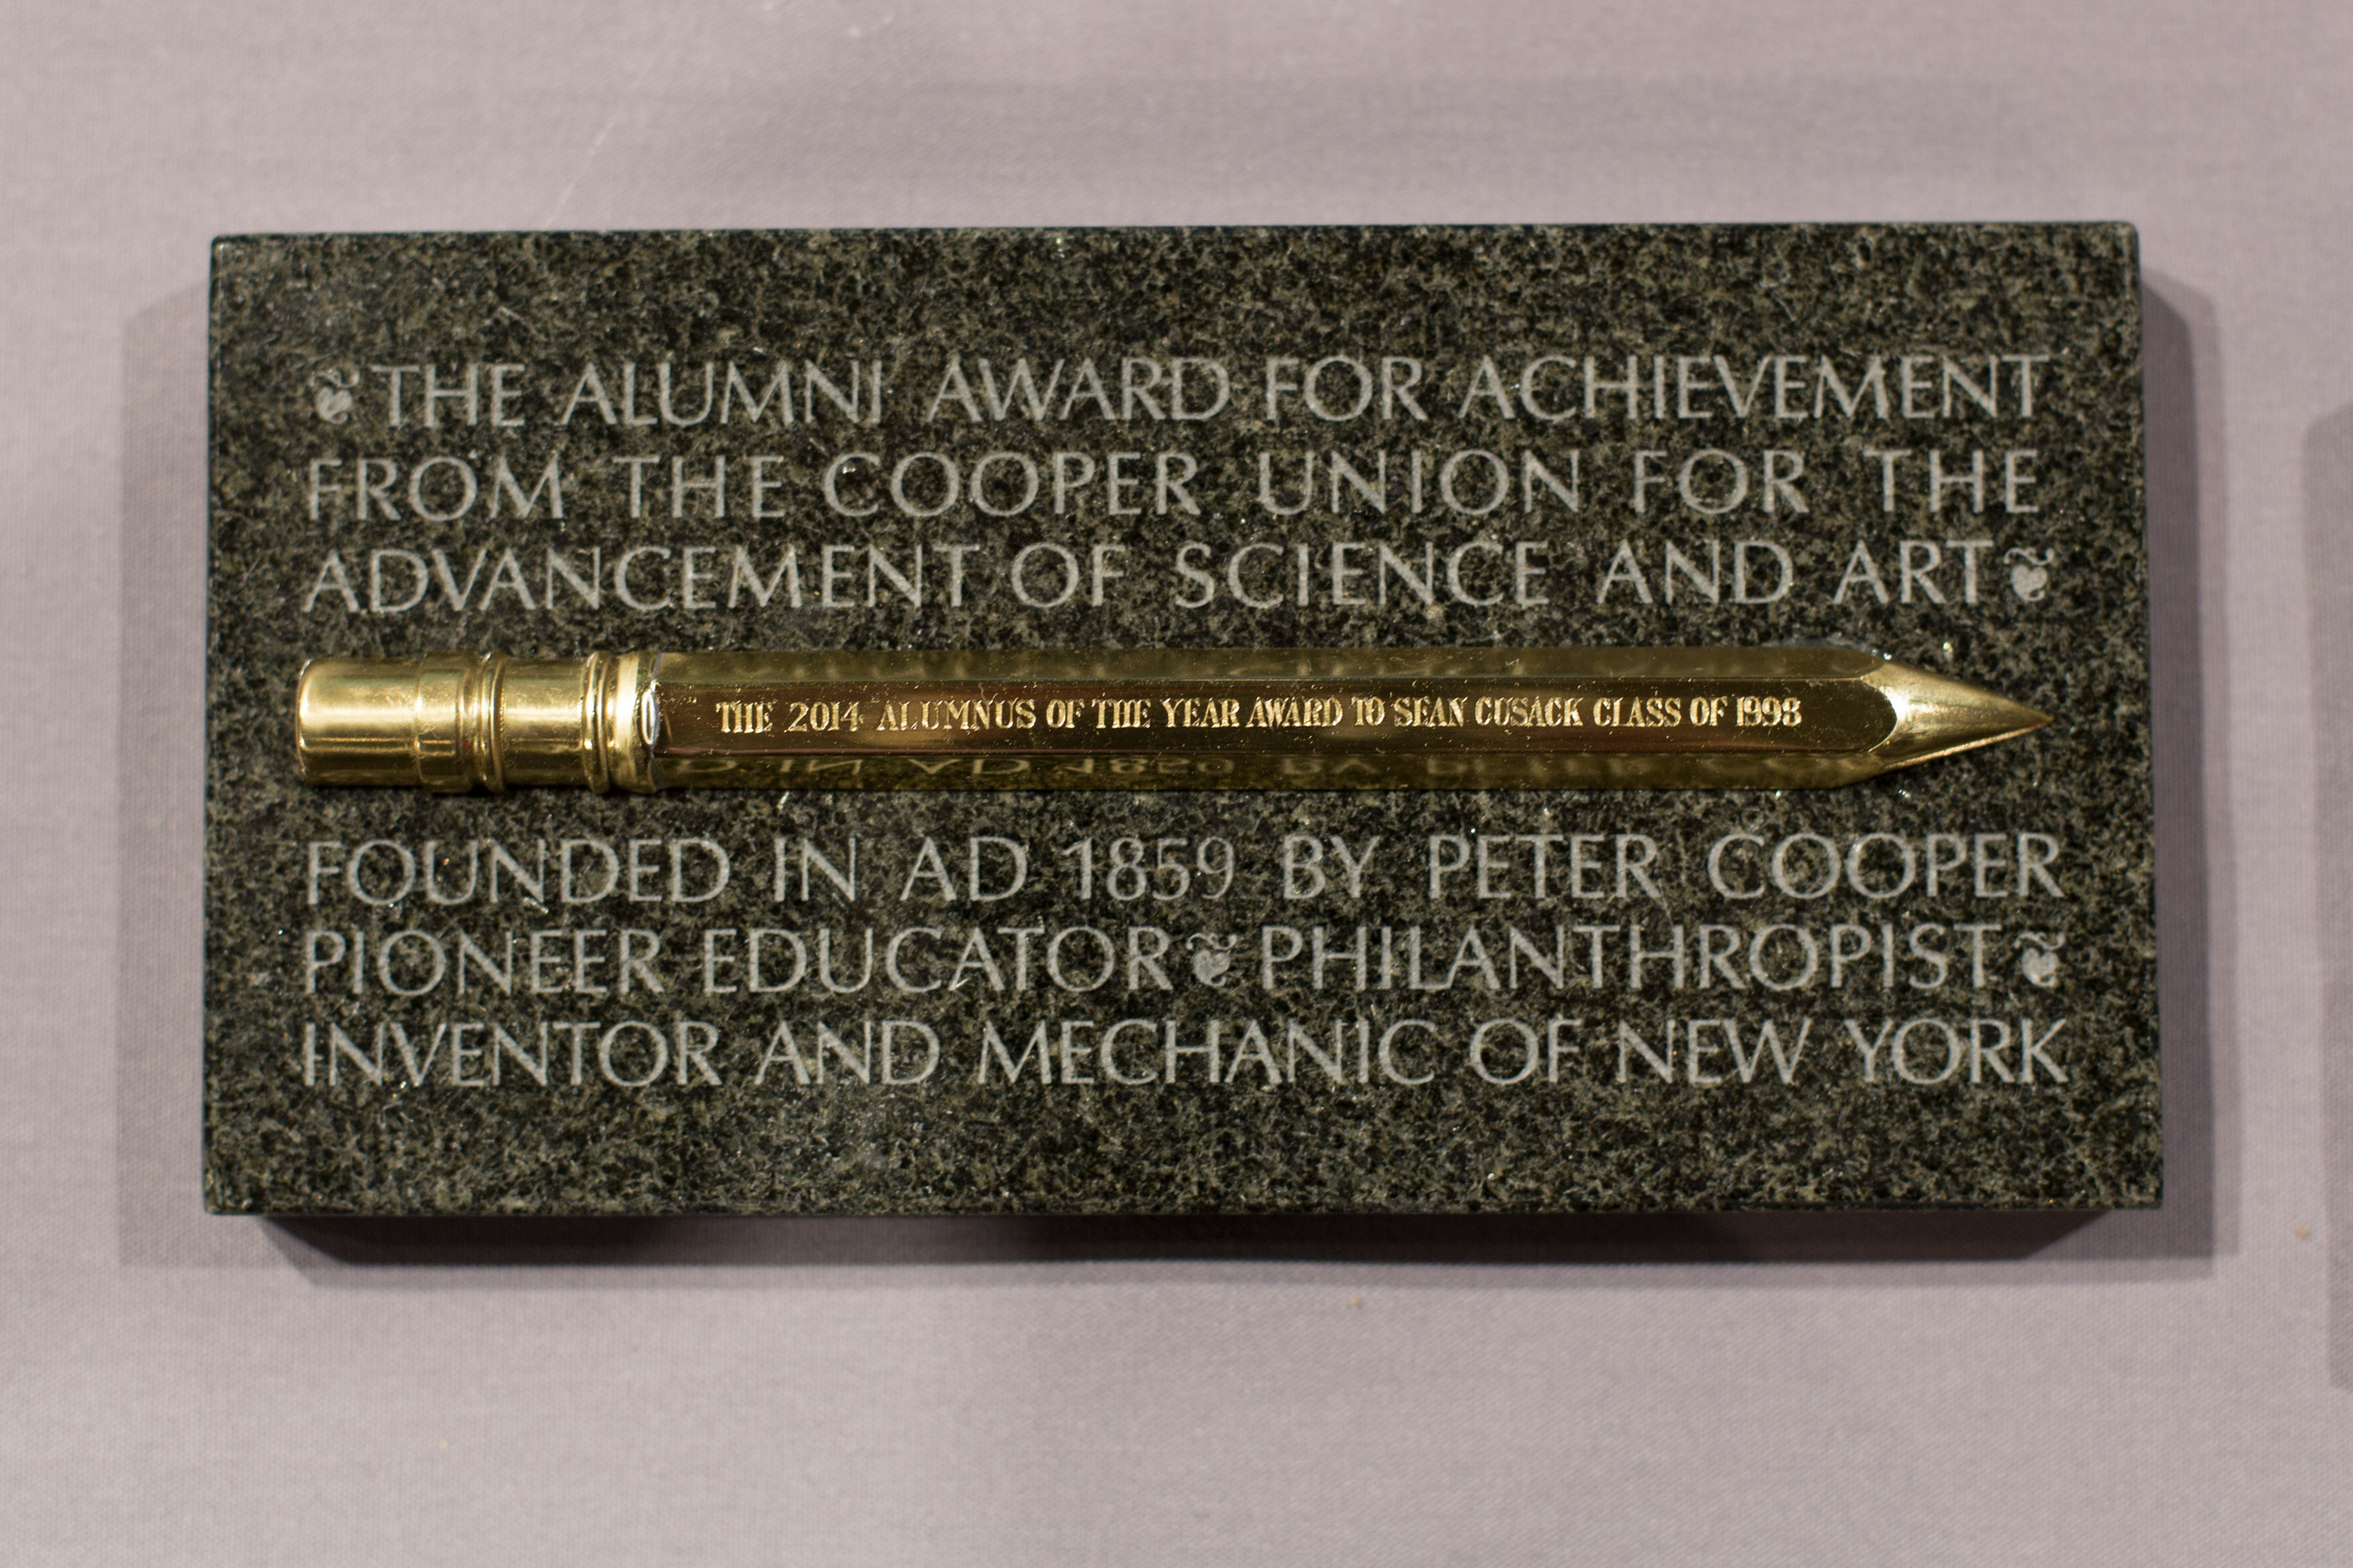 THE ALUMNI AWARD FOR ACHIEVEMENT
FROM THE COOPER UNION FOR THE
ADVANCEMENT OF SCIENCE AND ART
THE 2014 ALUMNUS OF THE YEAR AWARD TO SEAN CUSACK CLASS OF 1998
FOUNDED IN AD 1859 BY PETER COOPER
PIONEER EDUCATOR ❦ PHILANTHROPIST ❦
INVENTOR AND MECHANIC OF NEW YORK